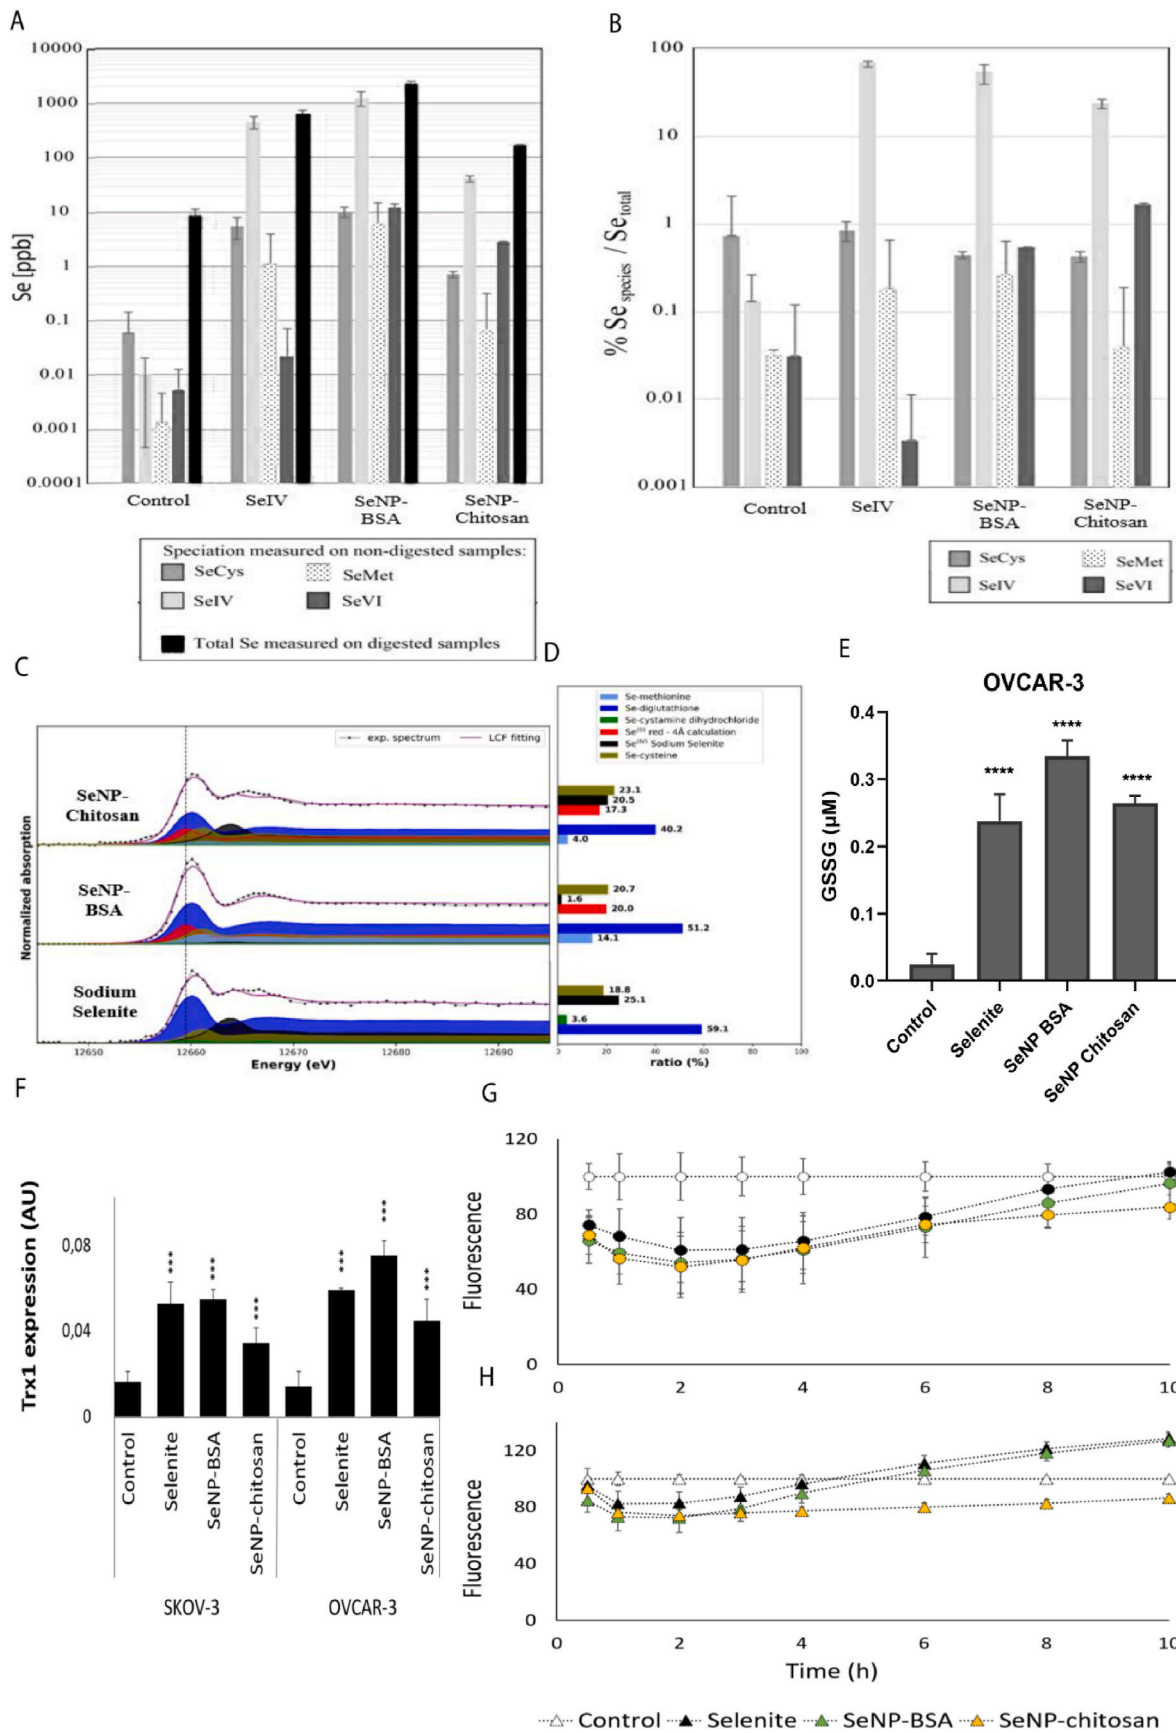 A
10000
1000
100
10
1
0.1
0.01
0.001
0.0001
Se [ppb]
Control
SeIV
SeNP-
BSA
SeNP-
Chitosan
Speciation measured on non-digested samples:
SeCys
SeMet
SeIV
SeVI
Total Se measured on digested samples
B
100
10
1
0.1
0.01
0.001
% Se species / Se total
Control
SeIV
SeNP-
BSA
SeNP-
Chitosan
SeCys
SeMet
SeIV
SeVI
C
exp. spectrum
LCF fitting
SeNP-
Chitosan
SeNP-
BSA
Sodium
Selenite
Normalized absorption
12650
12660
12670
12680
12690
Energy (eV)
D
Se-methionine
Se-diglutathione
Se-cystamine dihydrochloride
Se(0) red - 4Å calculation
Se(IV) Sodium Selenite
Se-cysteine
23.1
20.5
17.3
40.2
4.0
20.7
1.6
20.0
51.2
14.1
18.8
25.1
3.6
59.1
0
20
40
60
80
100
ratio (%)
E
OVCAR-3
0.4
0.3
0.2
0.1
0.0
GSSG (µM)
****
****
****
Control
Selenite
SeNP BSA
SeNP Chitosan
F
Trx1 expression (AU)
0,08
0,04
0
***
***
***
***
***
***
Control
Selenite
SeNP-BSA
SeNP-chitosan
Control
Selenite
SeNP-BSA
SeNP-chitosan
SKOV-3
OVCAR-3
G
120
80
40
0
Fluorescence
0
2
4
6
8
10
H
120
80
40
0
Fluorescence
0
2
4
6
8
10
Time (h)
Control
Selenite
SeNP-BSA
SeNP-chitosan